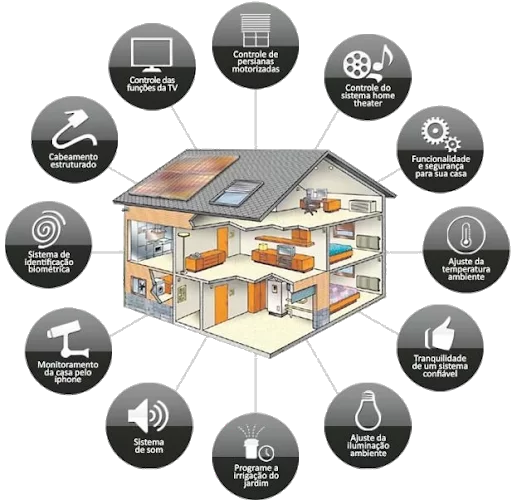 Controle de
persianas
motorizadas
Controle do
sistema home
theater
Funcionalidade
e segurança
para sua casa
Ajuste da
temperatura
ambiente
Tranquilidade
de um sistema
confiável
Ajuste da
iluminação
ambiente
Programe a
irrigação do
jardim
Sistema
de som
Monitoramento
da casa pelo
iphone
Sistema de
identificação
biométrica
Cabeamento
estruturado
Controle das
funções da TV